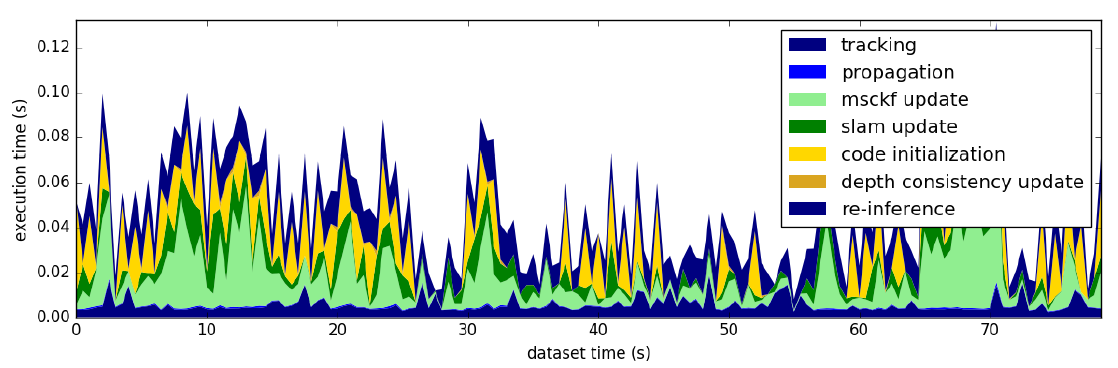 0.12
0.10
0.08
0.06
0.04
0.02
0.00
execution time (s)
tracking
propagation
msckf update
slam update
code initialization
depth consistency update
re-inference
0 10 20 30 40 50 60 70
dataset time (s)